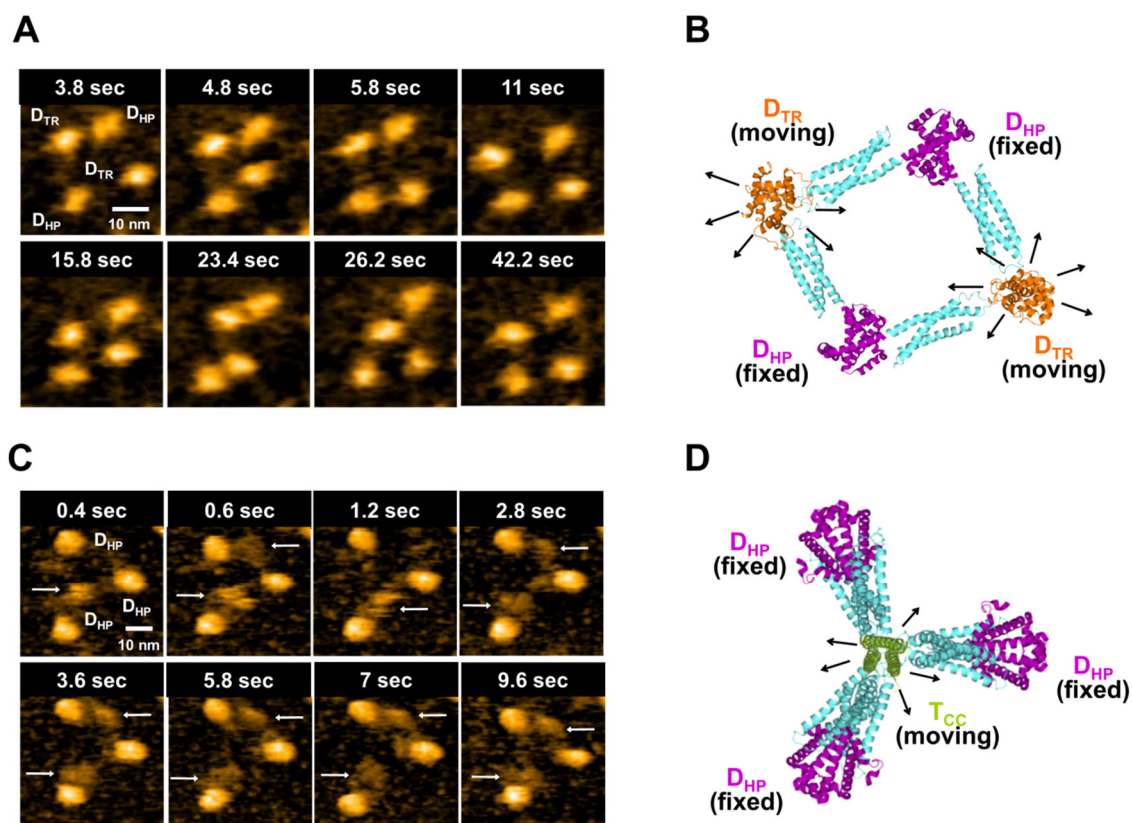 A
3.8 sec
4.8 sec
5.8 sec
11 sec
DTR
DHP
DTR
DHP
10 nm
15.8 sec
23.4 sec
26.2 sec
42.2 sec
B
DTR
(moving)
DHP
(fixed)
DHP
(fixed)
DTR
(moving)
C
0.4 sec
0.6 sec
1.2 sec
2.8 sec
DHP
DHP
DHP
10 nm
3.6 sec
5.8 sec
7 sec
9.6 sec
D
DHP
(fixed)
DHP
(fixed)
TCC
(moving)
DHP
(fixed)